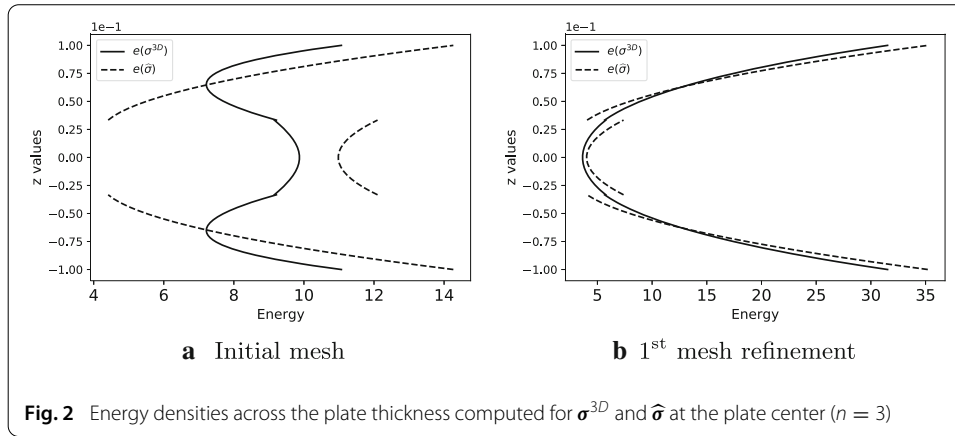 1e-1
1.00
0.75
0.50
0.25
0.00
−0.25
−0.50
−0.75
−1.00
z values
e(σ³ᴰ)
e(σ̂)
4 6 8 10 12 14
Energy
a Initial mesh
1e-1
1.00
0.75
0.50
0.25
0.00
−0.25
−0.50
−0.75
−1.00
z values
e(σ³ᴰ)
e(σ̂)
5 10 15 20 25 30 35
Energy
b 1ˢᵗ mesh refinement
Fig. 2 Energy densities across the plate thickness computed for σ³ᴰ and σ̂ at the plate center (n = 3)